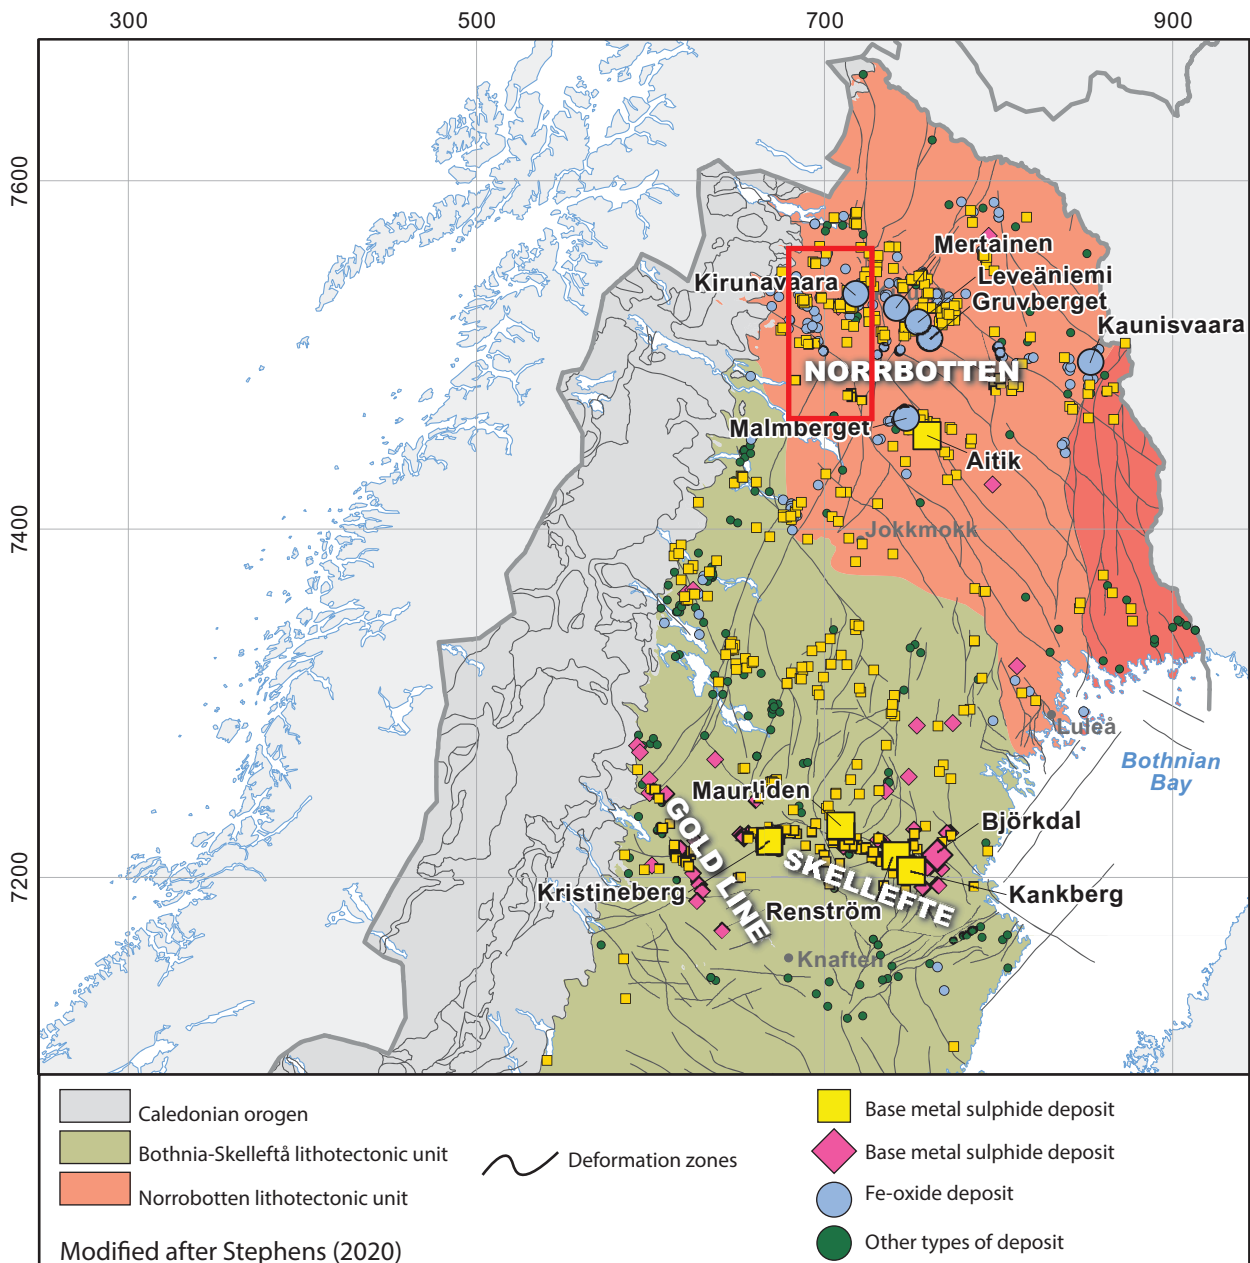 300 500 700 900
7600
7400
7200
Mertainen
Leveäniemi
Kirunavaara
Gruvberget
Kaunisvaara
NORRBOTTEN
Malmberget
Aitik
Jokkmokk
Luleå
Bothnian
Bay
Maurliden
Björkdal
GOLD LINE
SKELLEFTE
Kristineberg
Kankberg
Renström
Knaften
Caledonian orogen
Bothnia-Skelleftå lithotectonic unit
Norrobotten lithotectonic unit
Modified after Stephens (2020)
Deformation zones
Base metal sulphide deposit
Base metal sulphide deposit
Fe-oxide deposit
Other types of deposit